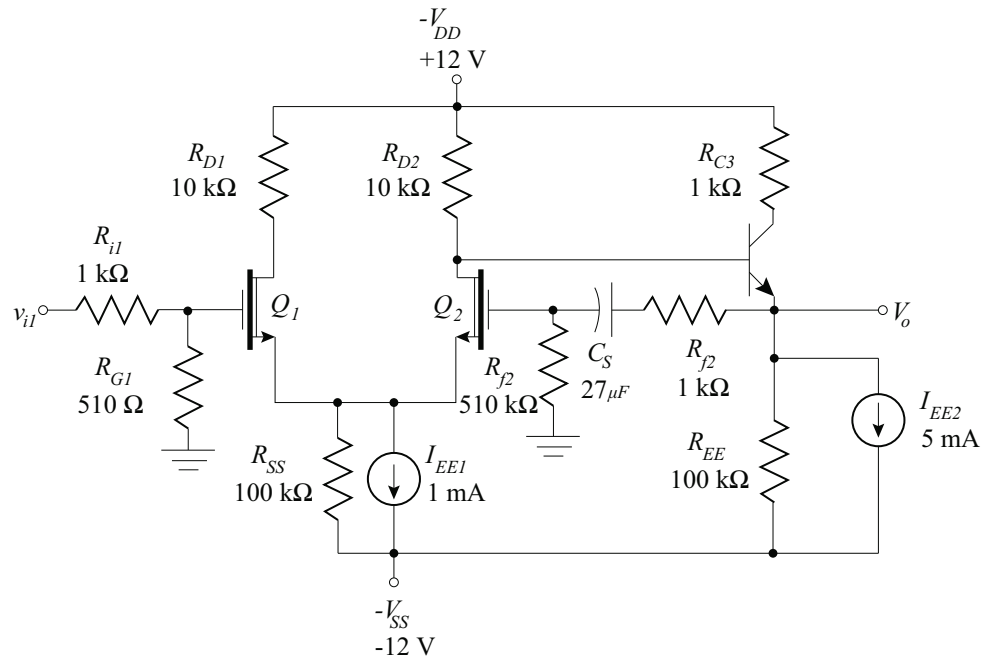 -V_DD
+12 V
R_D1
10 kΩ
R_D2
10 kΩ
R_C3
1 kΩ
R_i1
1 kΩ
v_i1
Q_1
Q_2
R_G1
510 Ω
R_f2
510 kΩ
C_S
27μF
R_f2
1 kΩ
V_o
R_SS
100 kΩ
I_EE1
1 mA
R_EE
100 kΩ
I_EE2
5 mA
-V_SS
-12 V